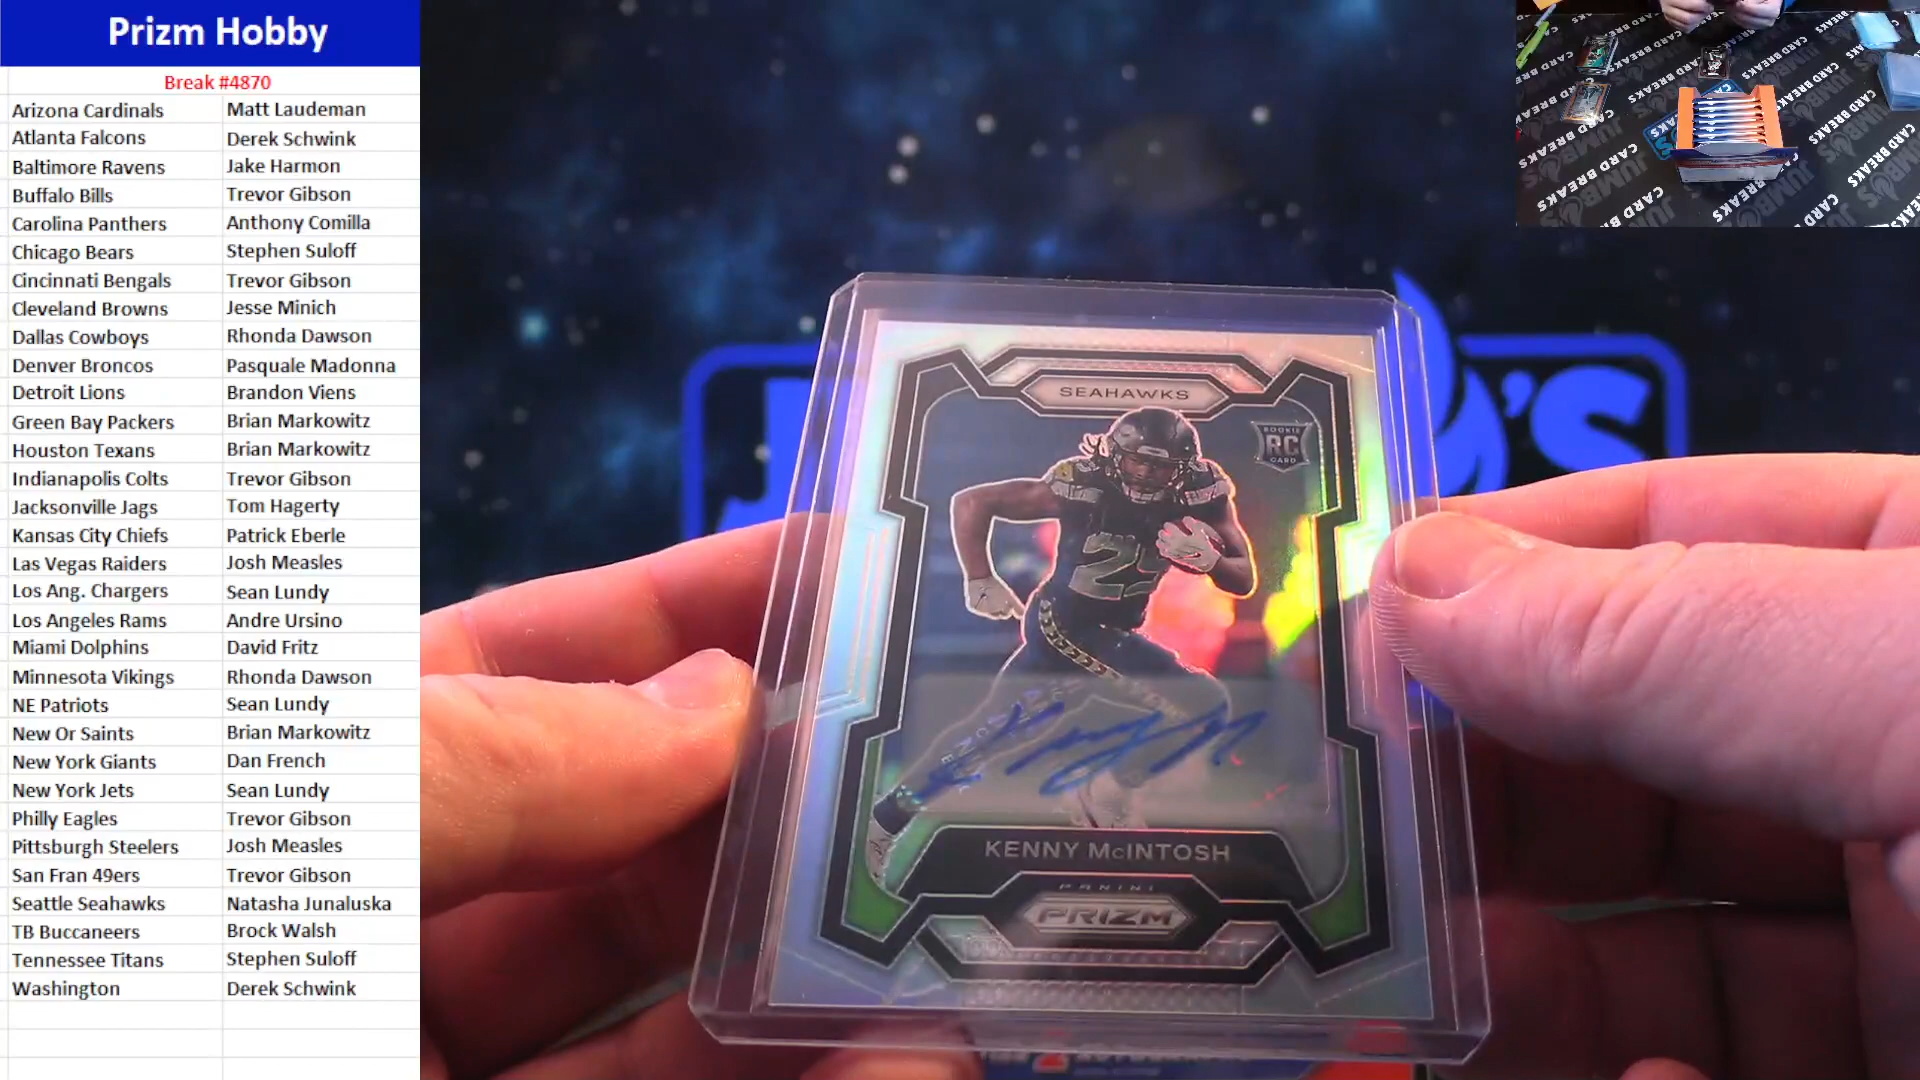 Prizm Hobby
Break #4870
Arizona Cardinals Matt Laudeman
Atlanta Falcons Derek Schwink
Baltimore Ravens Jake Harmon
Buffalo Bills Trevor Gibson
Carolina Panthers Anthony Comilla
Chicago Bears Stephen Suloff
Cincinnati Bengals Trevor Gibson
Cleveland Browns Jesse Minich
Dallas Cowboys Rhonda Dawson
Denver Broncos Pasquale Madonna
Detroit Lions Brandon Viens
Green Bay Packers Brian Markowitz
Houston Texans Brian Markowitz
Indianapolis Colts Trevor Gibson
Jacksonville Jags Tom Hagerty
Kansas City Chiefs Patrick Eberle
Las Vegas Raiders Josh Measles
Los Ang. Chargers Sean Lundy
Los Angeles Rams Andre Ursino
Miami Dolphins David Fritz
Minnesota Vikings Rhonda Dawson
NE Patriots Sean Lundy
New Or Saints Brian Markowitz
New York Giants Dan French
New York Jets Sean Lundy
Philly Eagles Trevor Gibson
Pittsburgh Steelers Josh Measles
San Fran 49ers Trevor Gibson
Seattle Seahawks Natasha Junaluska
TB Buccaneers Brock Walsh
Tennessee Titans Stephen Suloff
Washington Derek Schwink
SEAHAWKS
ROOKIE
RC
CARD
KENNY McINTOSH
PANINI
PRIZM
'S
CARD BREAKS
JUMBO
CARD BREAKS